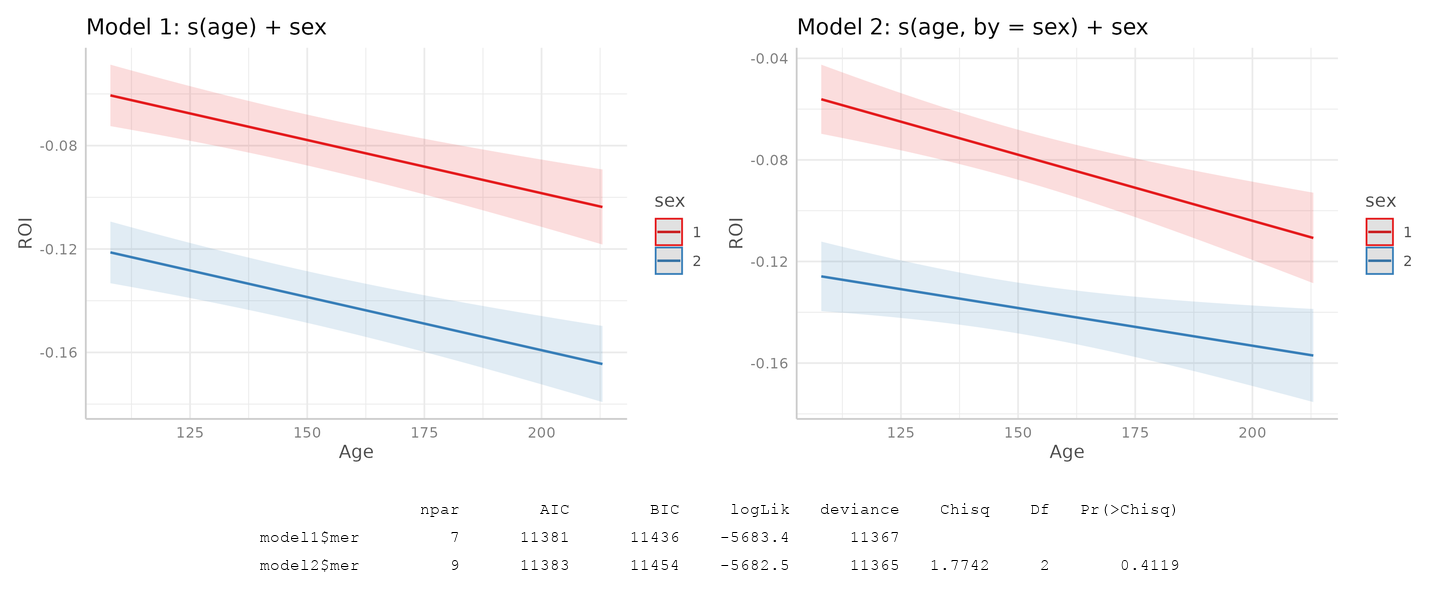 Model 1: s(age) + sex
-0.08
-0.12
-0.16
ROI
125 150 175 200
Age
sex
1
2
Model 2: s(age, by = sex) + sex
-0.04
-0.08
-0.12
-0.16
ROI
125 150 175 200
Age
sex
1
2
npar AIC BIC logLik deviance Chisq Df Pr(>Chisq)
model1$mer 7 11381 11436 -5683.4 11367
model2$mer 9 11383 11454 -5682.5 11365 1.7742 2 0.4119